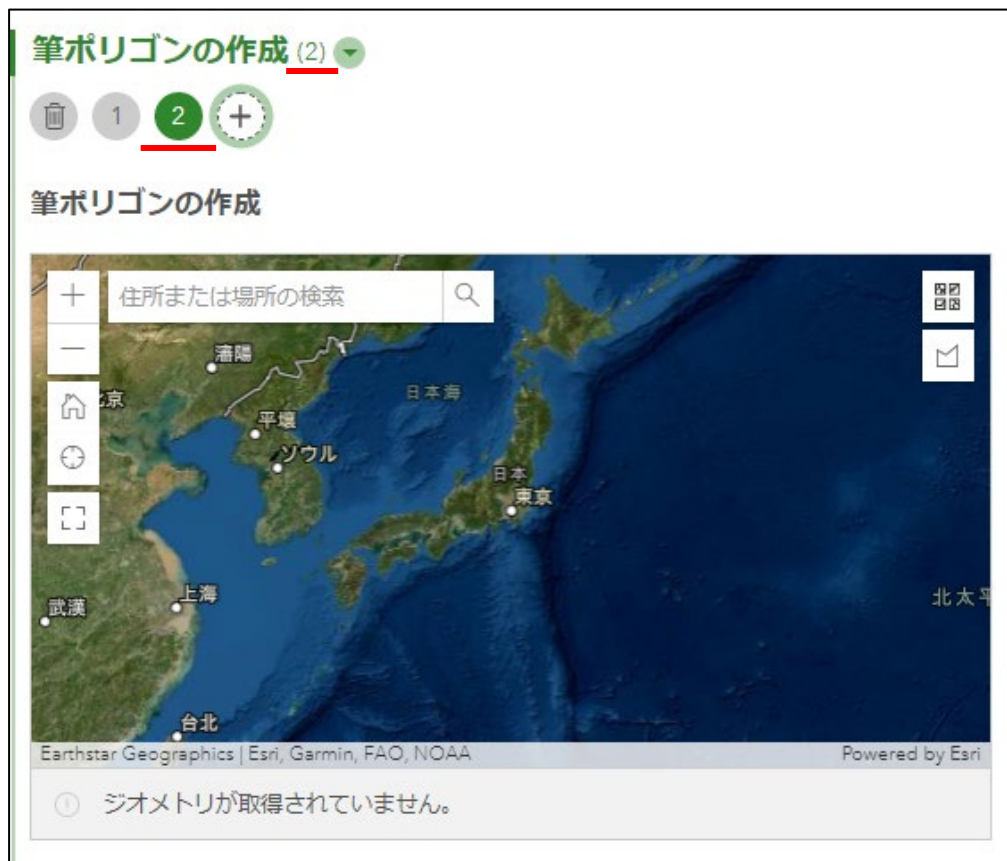 筆ポリゴンの作成 (2)
1 2 +
筆ポリゴンの作成
住所または場所の検索
瀋陽
京
日本海
平壌
ソウル
日本
東京
上海
武漢
北太平
台北
Earthstar Geographics | Esri, Garmin, FAO, NOAA Powered by Esri
ジオメトリが取得されていません。